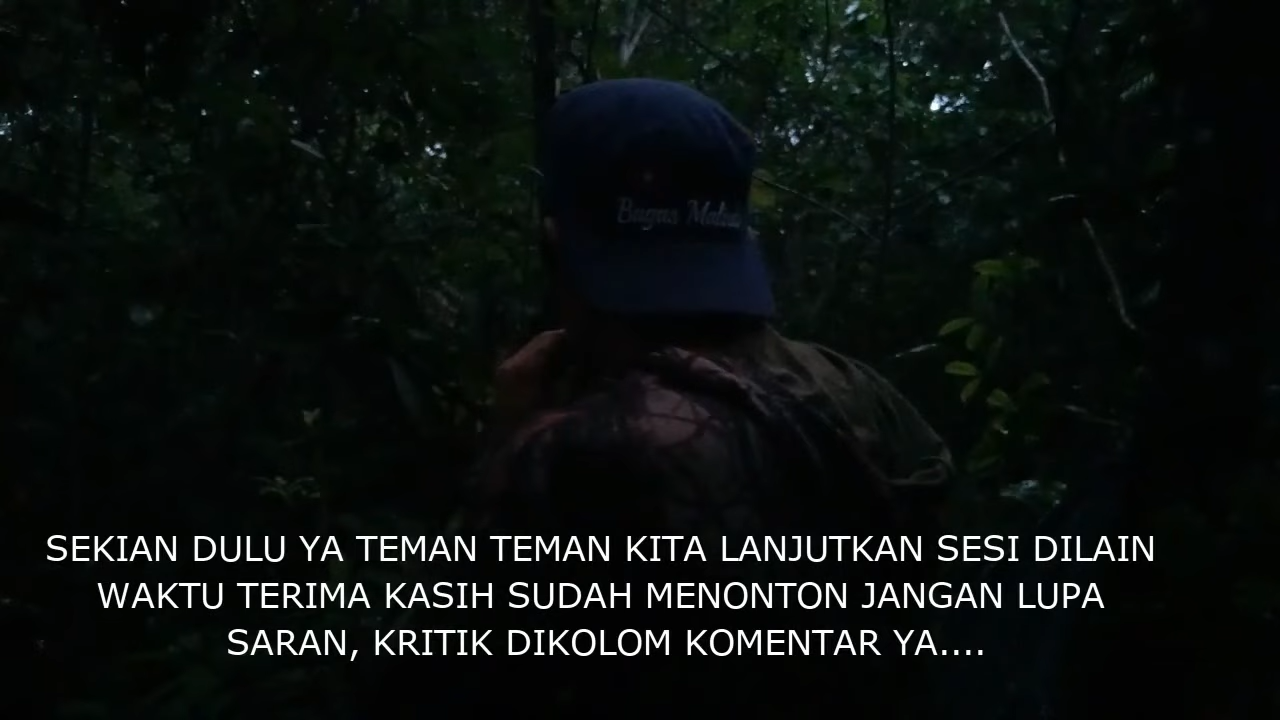 Bugas
SEKIAN DULU YA TEMAN TEMAN KITA LANJUTKAN SESI DILAIN
WAKTU TERIMA KASIH SUDAH MENONTON JANGAN LUPA
SARAN, KRITIK DIKOLOM KOMENTAR YA....